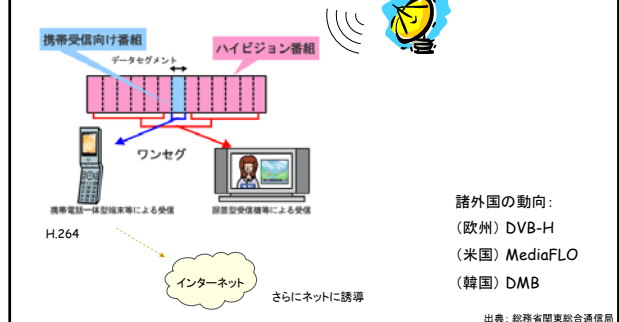 携帯受信向け番組
ハイビジョン番組
データセグメント
ワンセグ
携帯電話一体型端末等による受信
据置型受信機等による受信
H.264
インターネット
さらにネットに誘導
諸外国の動向:
(欧州) DVB-H
(米国) MediaFLO
(韓国) DMB
出典: 総務省関東総合通信局